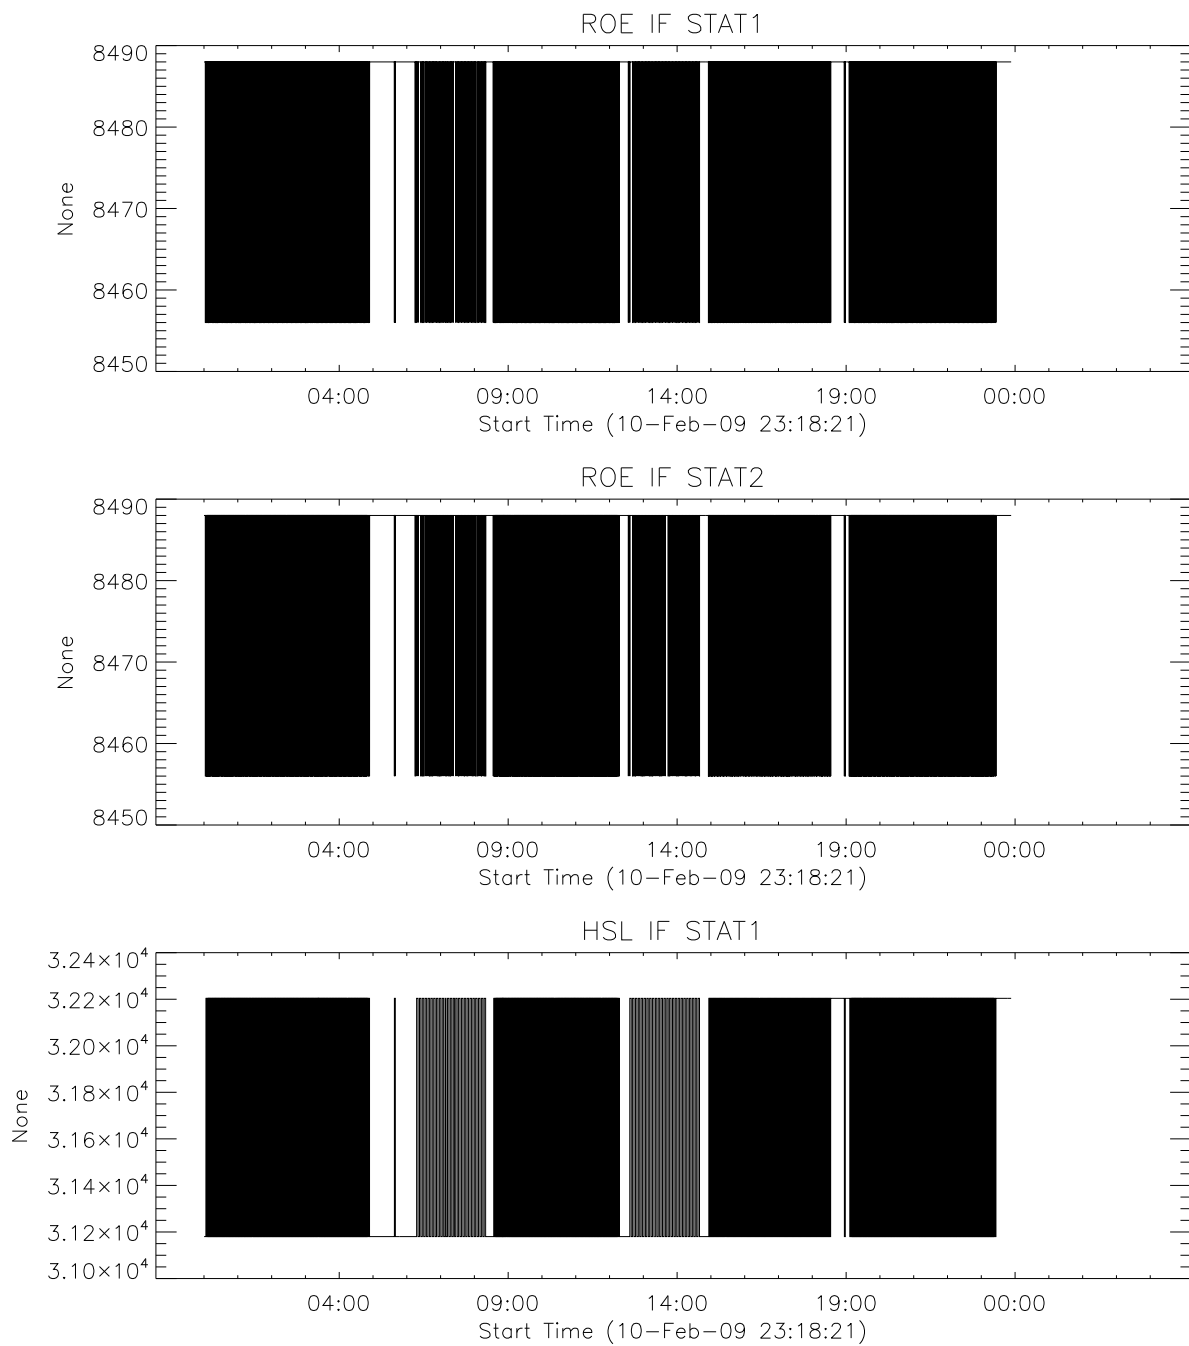 ROE IF STAT1
8490
8480
8470
8460
8450
None
04:00 09:00 14:00 19:00 00:00
Start Time (10-Feb-09 23:18:21)
ROE IF STAT2
8490
8480
8470
8460
8450
None
04:00 09:00 14:00 19:00 00:00
Start Time (10-Feb-09 23:18:21)
HSL IF STAT1
3.24×10⁴
3.22×10⁴
3.20×10⁴
3.18×10⁴
3.16×10⁴
3.14×10⁴
3.12×10⁴
3.10×10⁴
None
04:00 09:00 14:00 19:00 00:00
Start Time (10-Feb-09 23:18:21)